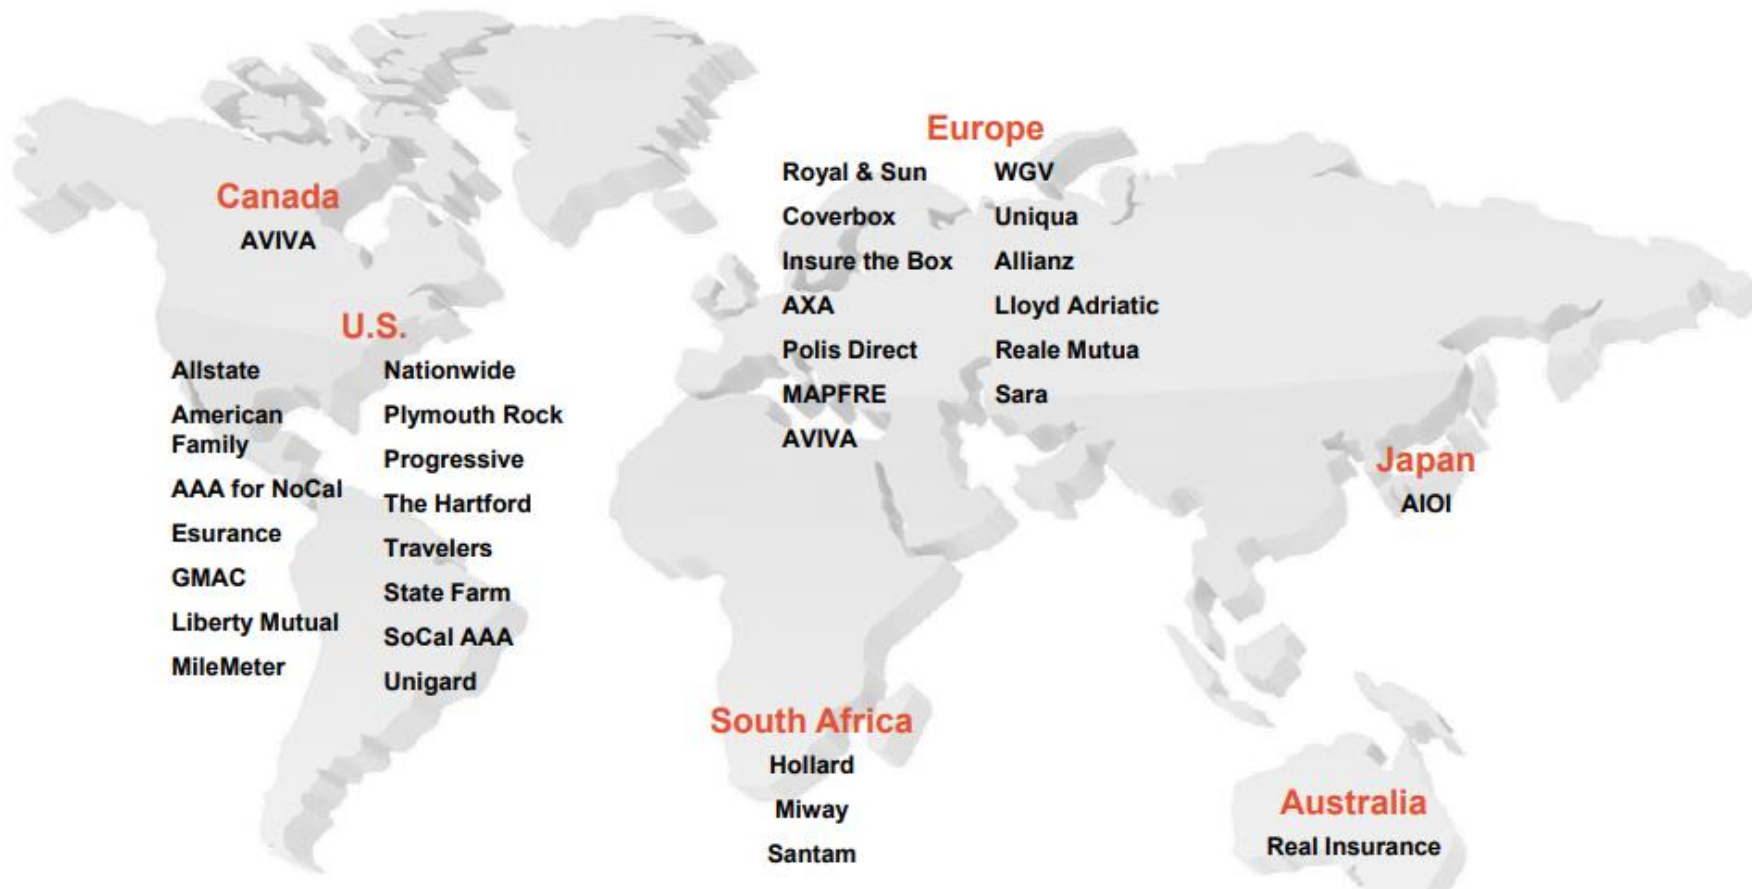 Canada
AVIVA
U.S.
Allstate
American
Family
AAA for NoCal
Esurance
GMAC
Liberty Mutual
MileMeter
Nationwide
Plymouth Rock
Progressive
The Hartford
Travelers
State Farm
SoCal AAA
Unigard
Europe
Royal & Sun
Coverbox
Insure the Box
AXA
Polis Direct
MAPFRE
AVIVA
WGV
Uniqua
Allianz
Lloyd Adriatic
Reale Mutua
Sara
South Africa
Hollard
Miway
Santam
Japan
AIOI
Australia
Real Insurance